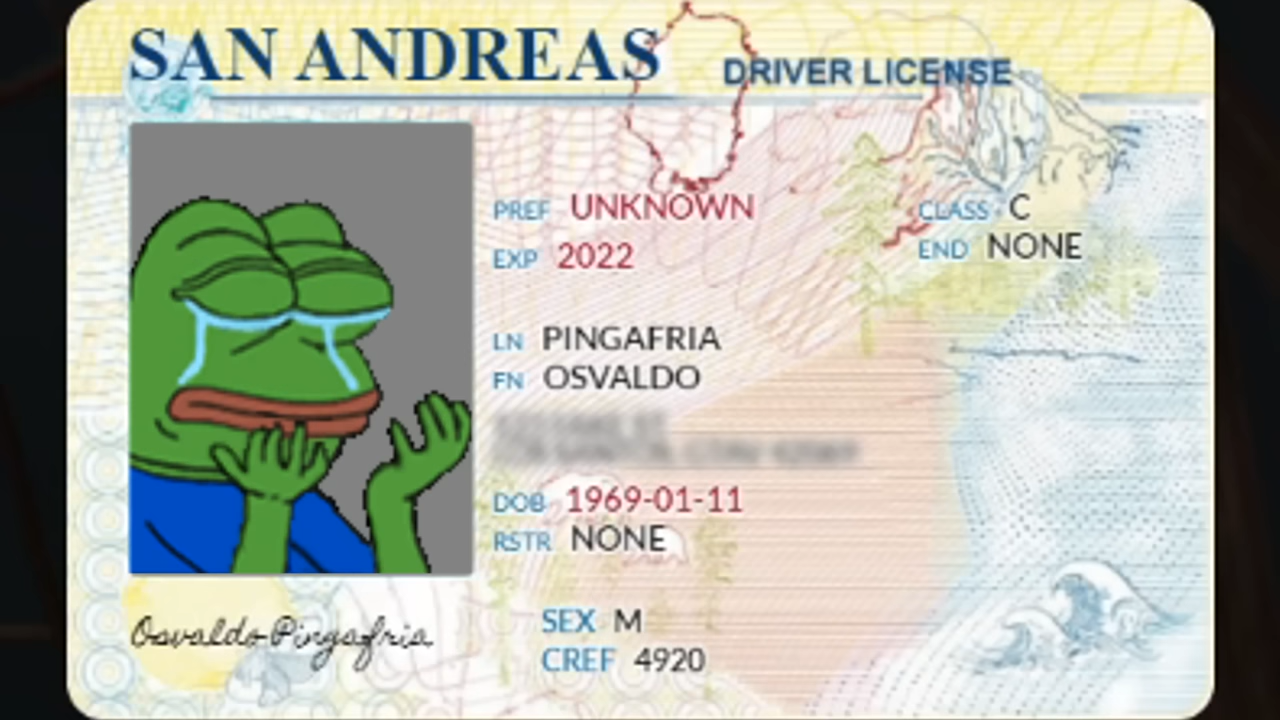 SAN ANDREAS DRIVER LICENSE
PREF UNKNOWN CLASS C
EXP 2022 END NONE
LN PINGAFRIA
FN OSVALDO
DOB 1969-01-11
RSTR NONE
Osvaldo Pingafria
SEX M
CREF 4920